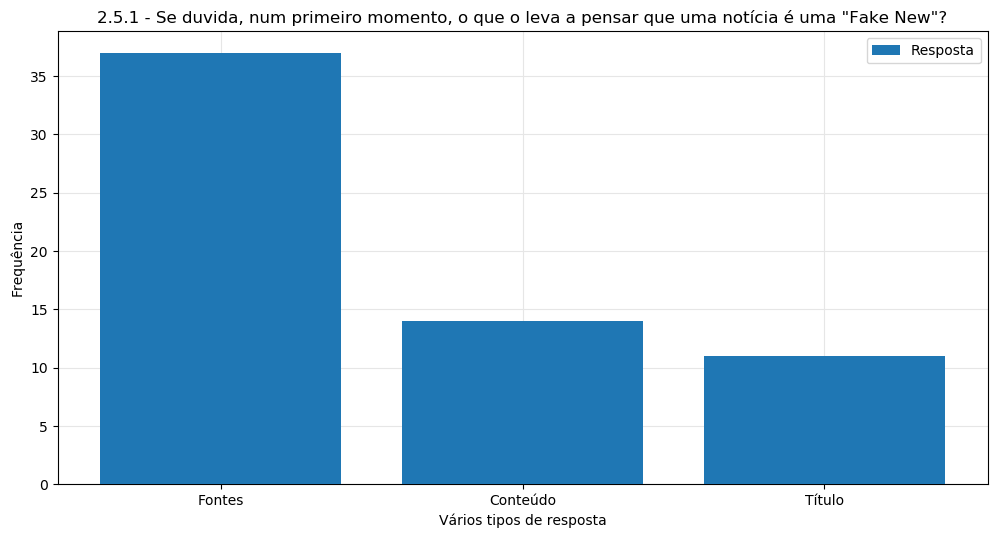 2.5.1 - Se duvida, num primeiro momento, o que o leva a pensar que uma notícia é uma "Fake New"?
Resposta
Frequência
35
30
25
20
15
10
5
0
Fontes
Conteúdo
Título
Vários tipos de resposta